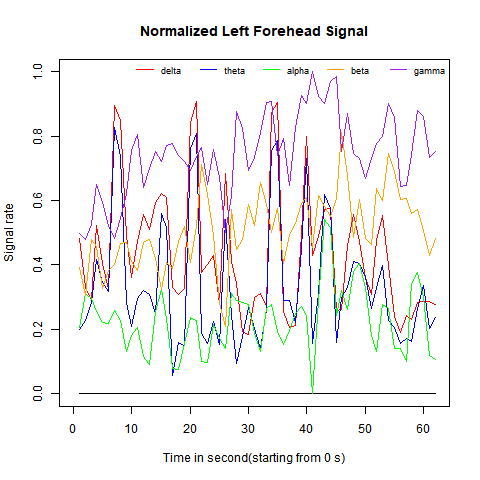 Normalized Left Forehead Signal
delta theta alpha beta gamma
Signal rate
1.0
0.8
0.6
0.4
0.2
0.0
0 10 20 30 40 50 60
Time in second(starting from 0 s)